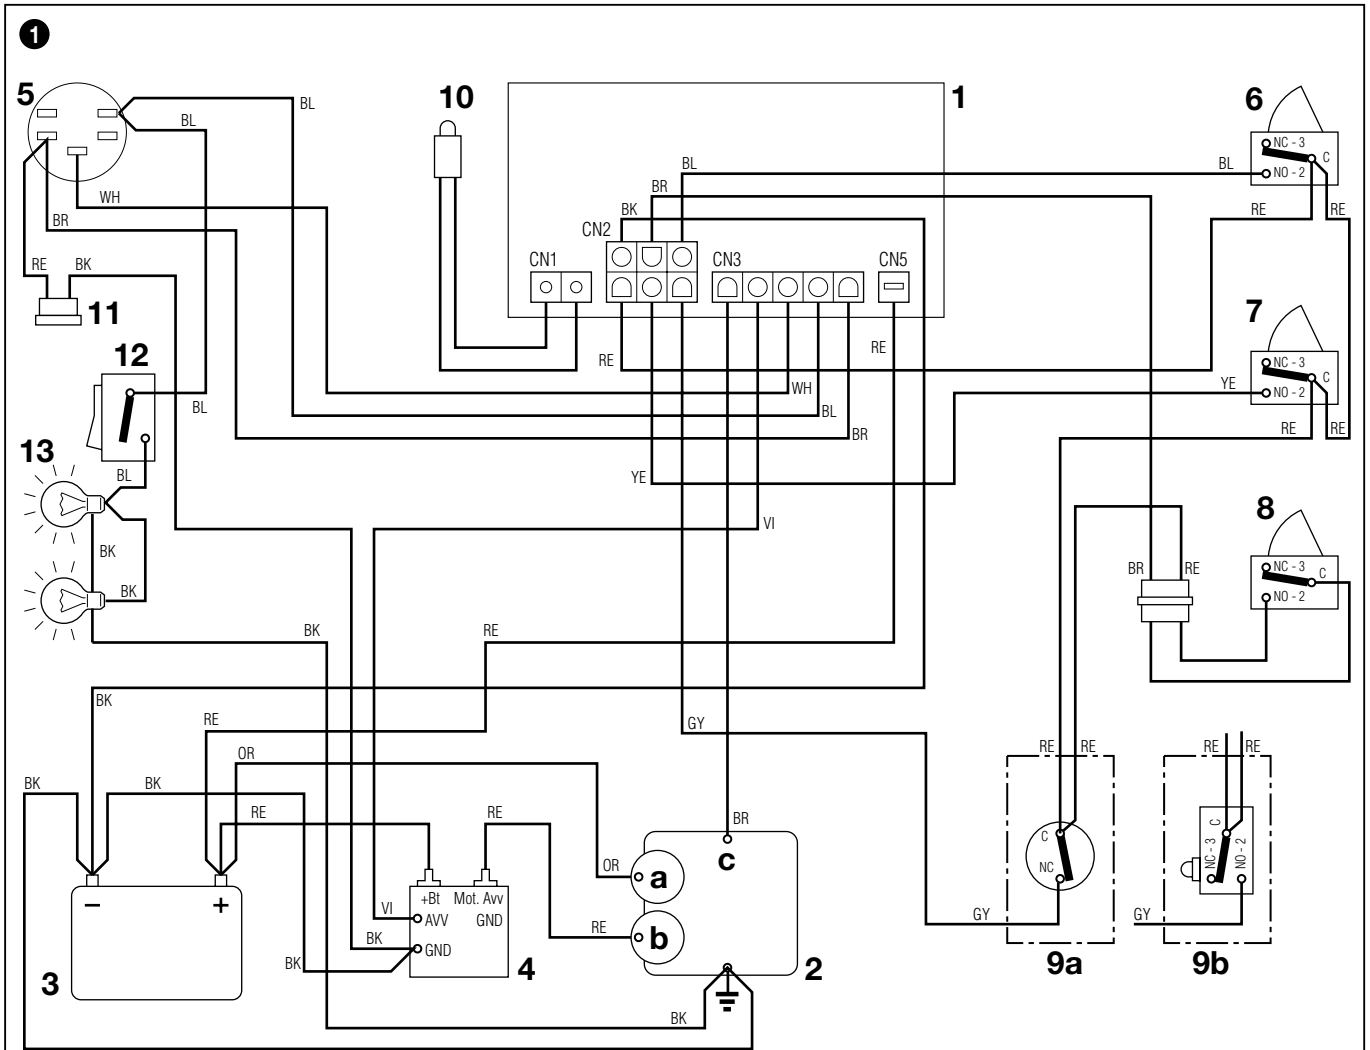 1
5
BL
10
1
6
BL
NC - 3
C
BL
BL
NO - 2
BR
WH
BK
RE
RE
BR
CN2
RE
BK
CN1
CN3
CN5
11
7
12
RE
RE
NC - 3
C
YE
WH
NO - 2
BL
BL
RE
RE
13
BR
BL
YE
8
VI
BK
BR
RE
NC - 3
C
BK
NO - 2
BK
RE
BK
RE
GY
OR
RE
RE
RE
RE
BK
BK
RE
RE
BR
C
NC
C
NC - 3
NO - 2
c
OR
a
–
+
+Bt
Mot. Avv
VI
AVV
GND
GY
GY
RE
b
BK
GND
BK
3
4
2
9a
9b
BK